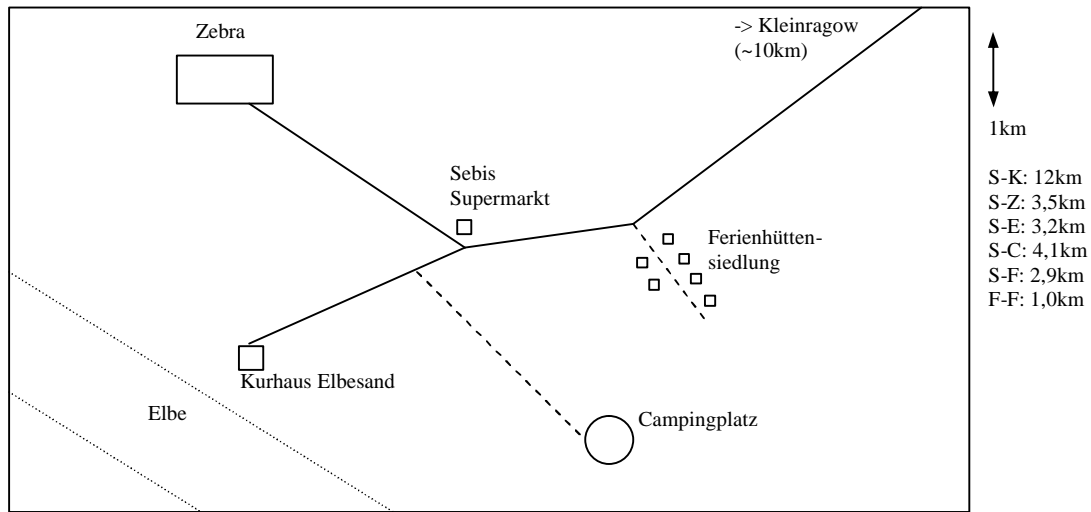 Zebra
-> Kleinragow
(~10km)
1km
Sebis
Supermarkt
S-K: 12km
S-Z: 3,5km
S-E: 3,2km
S-C: 4,1km
S-F: 2,9km
F-F: 1,0km
Ferienhütten-
siedlung
Kurhaus Elbesand
Elbe
Campingplatz